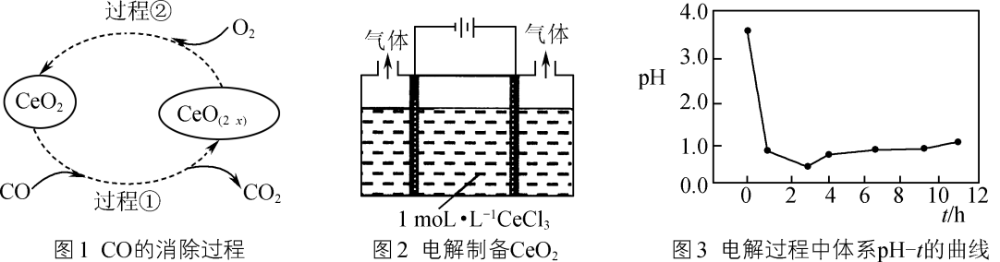 过程②
O₂
CeO₂
CeO(2 x)
CO
过程①
CO₂
图1 CO的消除过程
气体
气体
1 moL·L⁻¹CeCl₃
图2 电解制备CeO₂
4.0
3.0
pH
2.0
1.0
0.0
0 2 4 6 8 10 12
t/h
图3 电解过程中体系pH-t的曲线